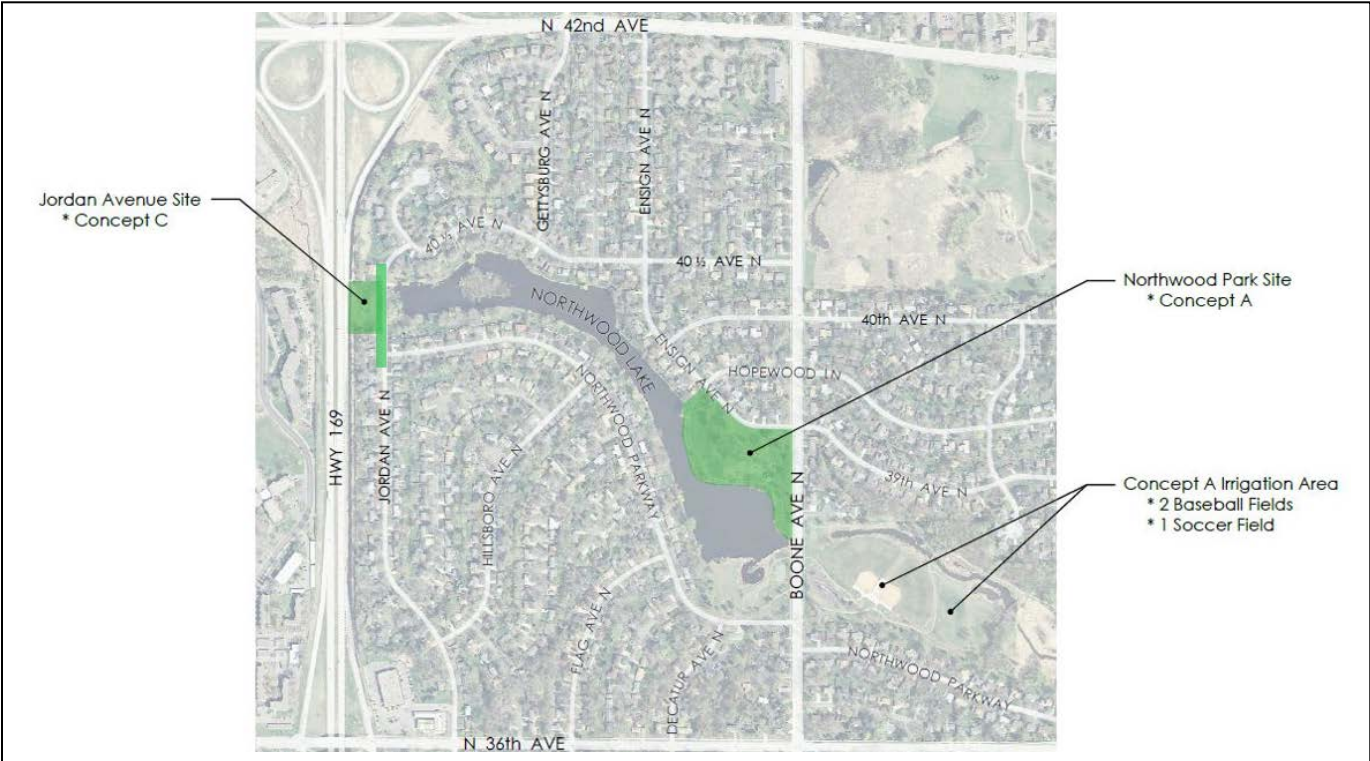 N 42nd AVE
Jordan Avenue Site
* Concept C
GETTYSBURG AVE N
ENSIGN AVE N
40 ½ AVE N
40 ½ AVE N
Northwood Park Site
* Concept A
NORTHWOOD LAKE
40th AVE N
ENSIGN AVE N
HOPEWOOD LN
HWY 169
JORDAN AVE N
HILLSBORO AVE N
NORTHWOOD PARKWAY
39th AVE N
BOONE AVE N
Concept A Irrigation Area
* 2 Baseball Fields
* 1 Soccer Field
FLAG AVE N
DECATUR AVE N
NORTHWOOD PARKWAY
N 36th AVE